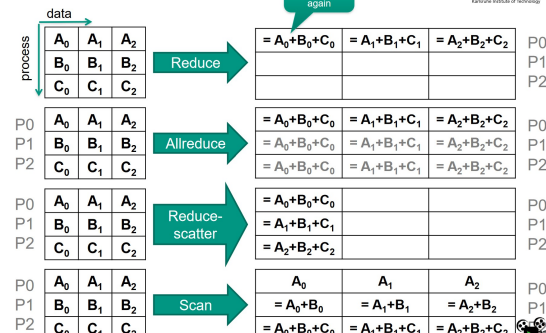 again
Karlsruhe Institute of Technology
data
process
A₀ A₁ A₂
B₀ B₁ B₂
C₀ C₁ C₂
Reduce
= A₀+B₀+C₀ = A₁+B₁+C₁ = A₂+B₂+C₂
P0
P1
P2
P0
P1
P2
A₀ A₁ A₂
B₀ B₁ B₂
C₀ C₁ C₂
Allreduce
= A₀+B₀+C₀ = A₁+B₁+C₁ = A₂+B₂+C₂
= A₀+B₀+C₀ = A₁+B₁+C₁ = A₂+B₂+C₂
= A₀+B₀+C₀ = A₁+B₁+C₁ = A₂+B₂+C₂
P0
P1
P2
P0
P1
P2
A₀ A₁ A₂
B₀ B₁ B₂
C₀ C₁ C₂
Reduce-
scatter
= A₀+B₀+C₀
= A₁+B₁+C₁
= A₂+B₂+C₂
P0
P1
P2
P0
P1
P2
A₀ A₁ A₂
B₀ B₁ B₂
C₀ C₁ C₂
Scan
A₀ A₁ A₂
= A₀+B₀ = A₁+B₁ = A₂+B₂
= A₀+B₀+C₀ = A₁+B₁+C₁ = A₂+B₂+C₂
P0
P1